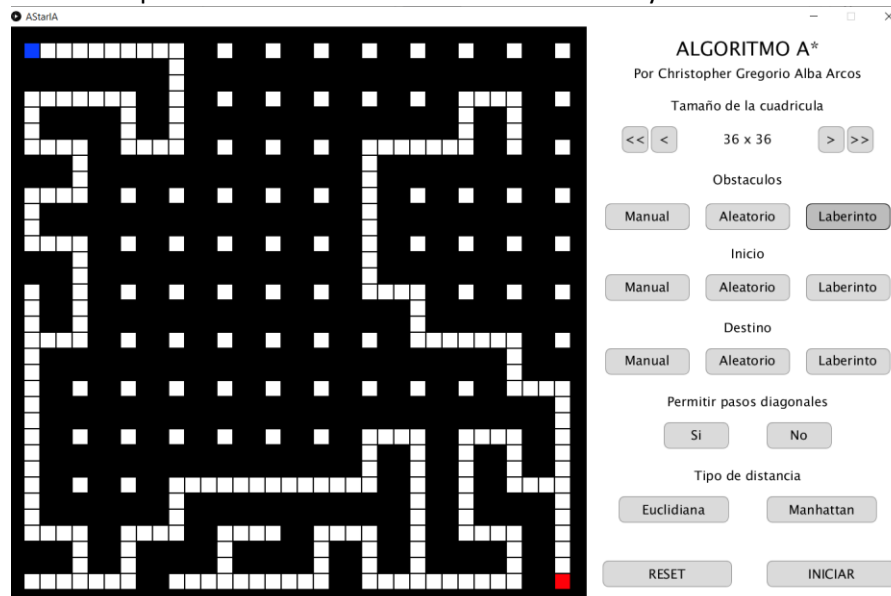 AStarIA
ALGORITMO A*
Por Christopher Gregorio Alba Arcos
Tamaño de la cuadricula
<< < 36 x 36 > >>
Obstaculos
Manual Aleatorio Laberinto
Inicio
Manual Aleatorio Laberinto
Destino
Manual Aleatorio Laberinto
Permitir pasos diagonales
Si No
Tipo de distancia
Euclidiana Manhattan
RESET INICIAR